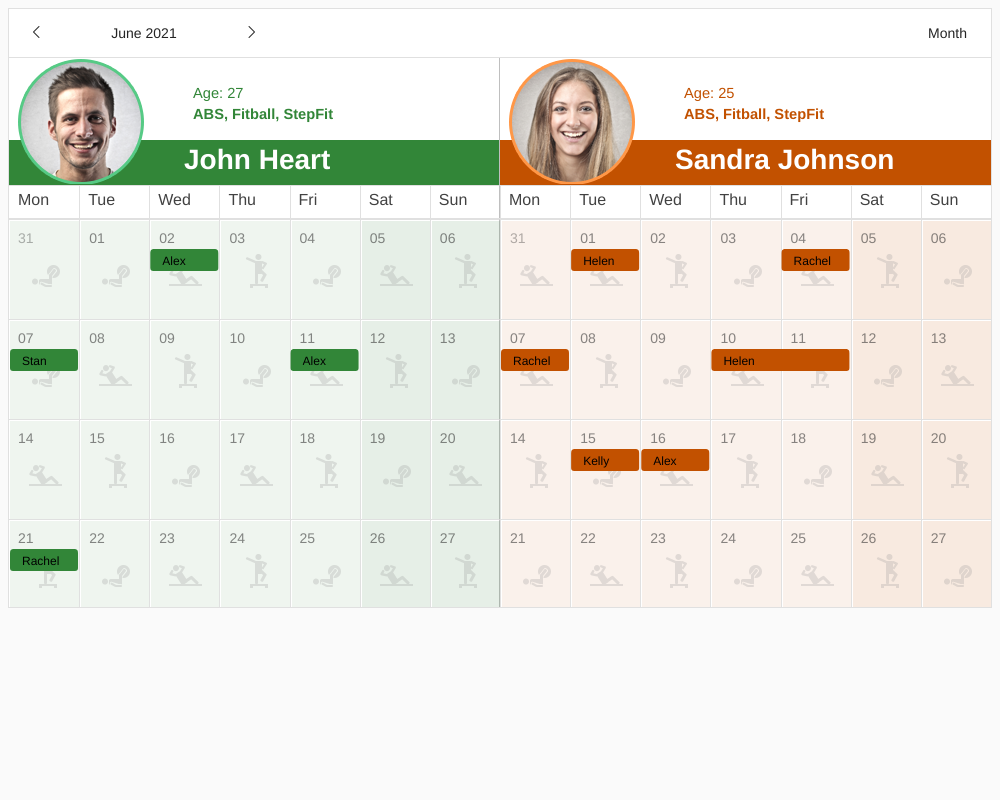 June 2021
Month
Age: 27
ABS, Fitball, StepFit
John Heart
Age: 25
ABS, Fitball, StepFit
Sandra Johnson
Mon Tue Wed Thu Fri Sat Sun Mon Tue Wed Thu Fri Sat Sun
31 01 02 03 04 05 06 31 01 02 03 04 05 06
Alex Helen Rachel
07 08 09 10 11 12 13 07 08 09 10 11 12 13
Stan Alex Rachel Helen
14 15 16 17 18 19 20 14 15 16 17 18 19 20
Kelly Alex
21 22 23 24 25 26 27 21 22 23 24 25 26 27
Rachel